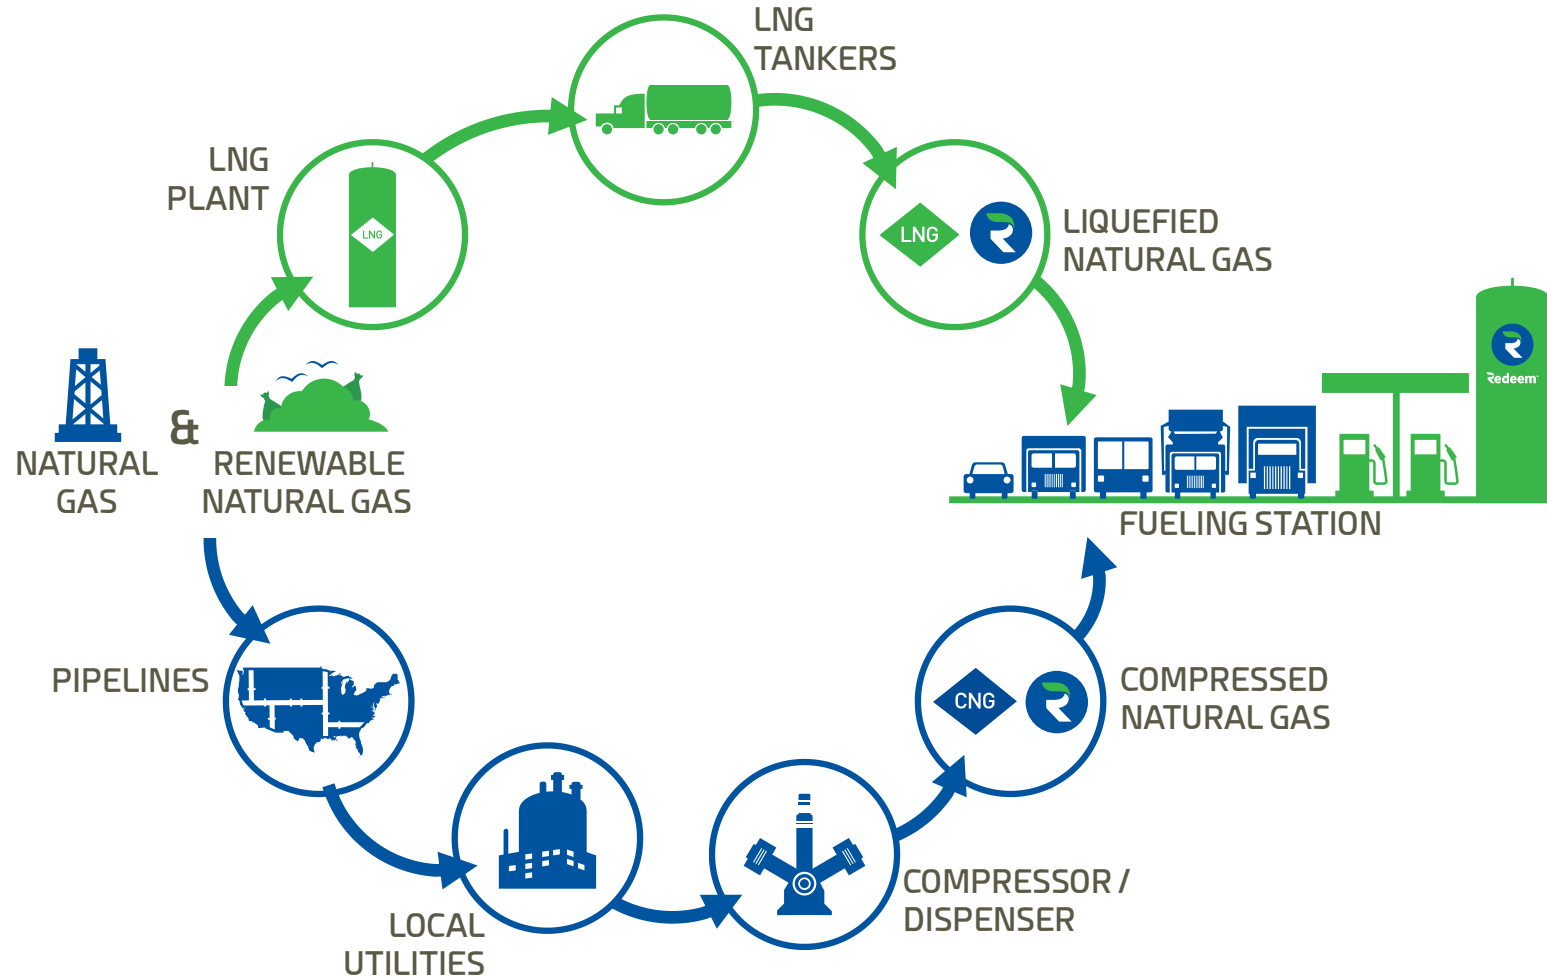 LNG
TANKERS
LNG
PLANT
LNG
LNG
LIQUEFIED
NATURAL GAS
Redeem
NATURAL
GAS
&
RENEWABLE
NATURAL GAS
FUELING STATION
PIPELINES
CNG
COMPRESSED
NATURAL GAS
COMPRESSOR /
DISPENSER
LOCAL
UTILITIES